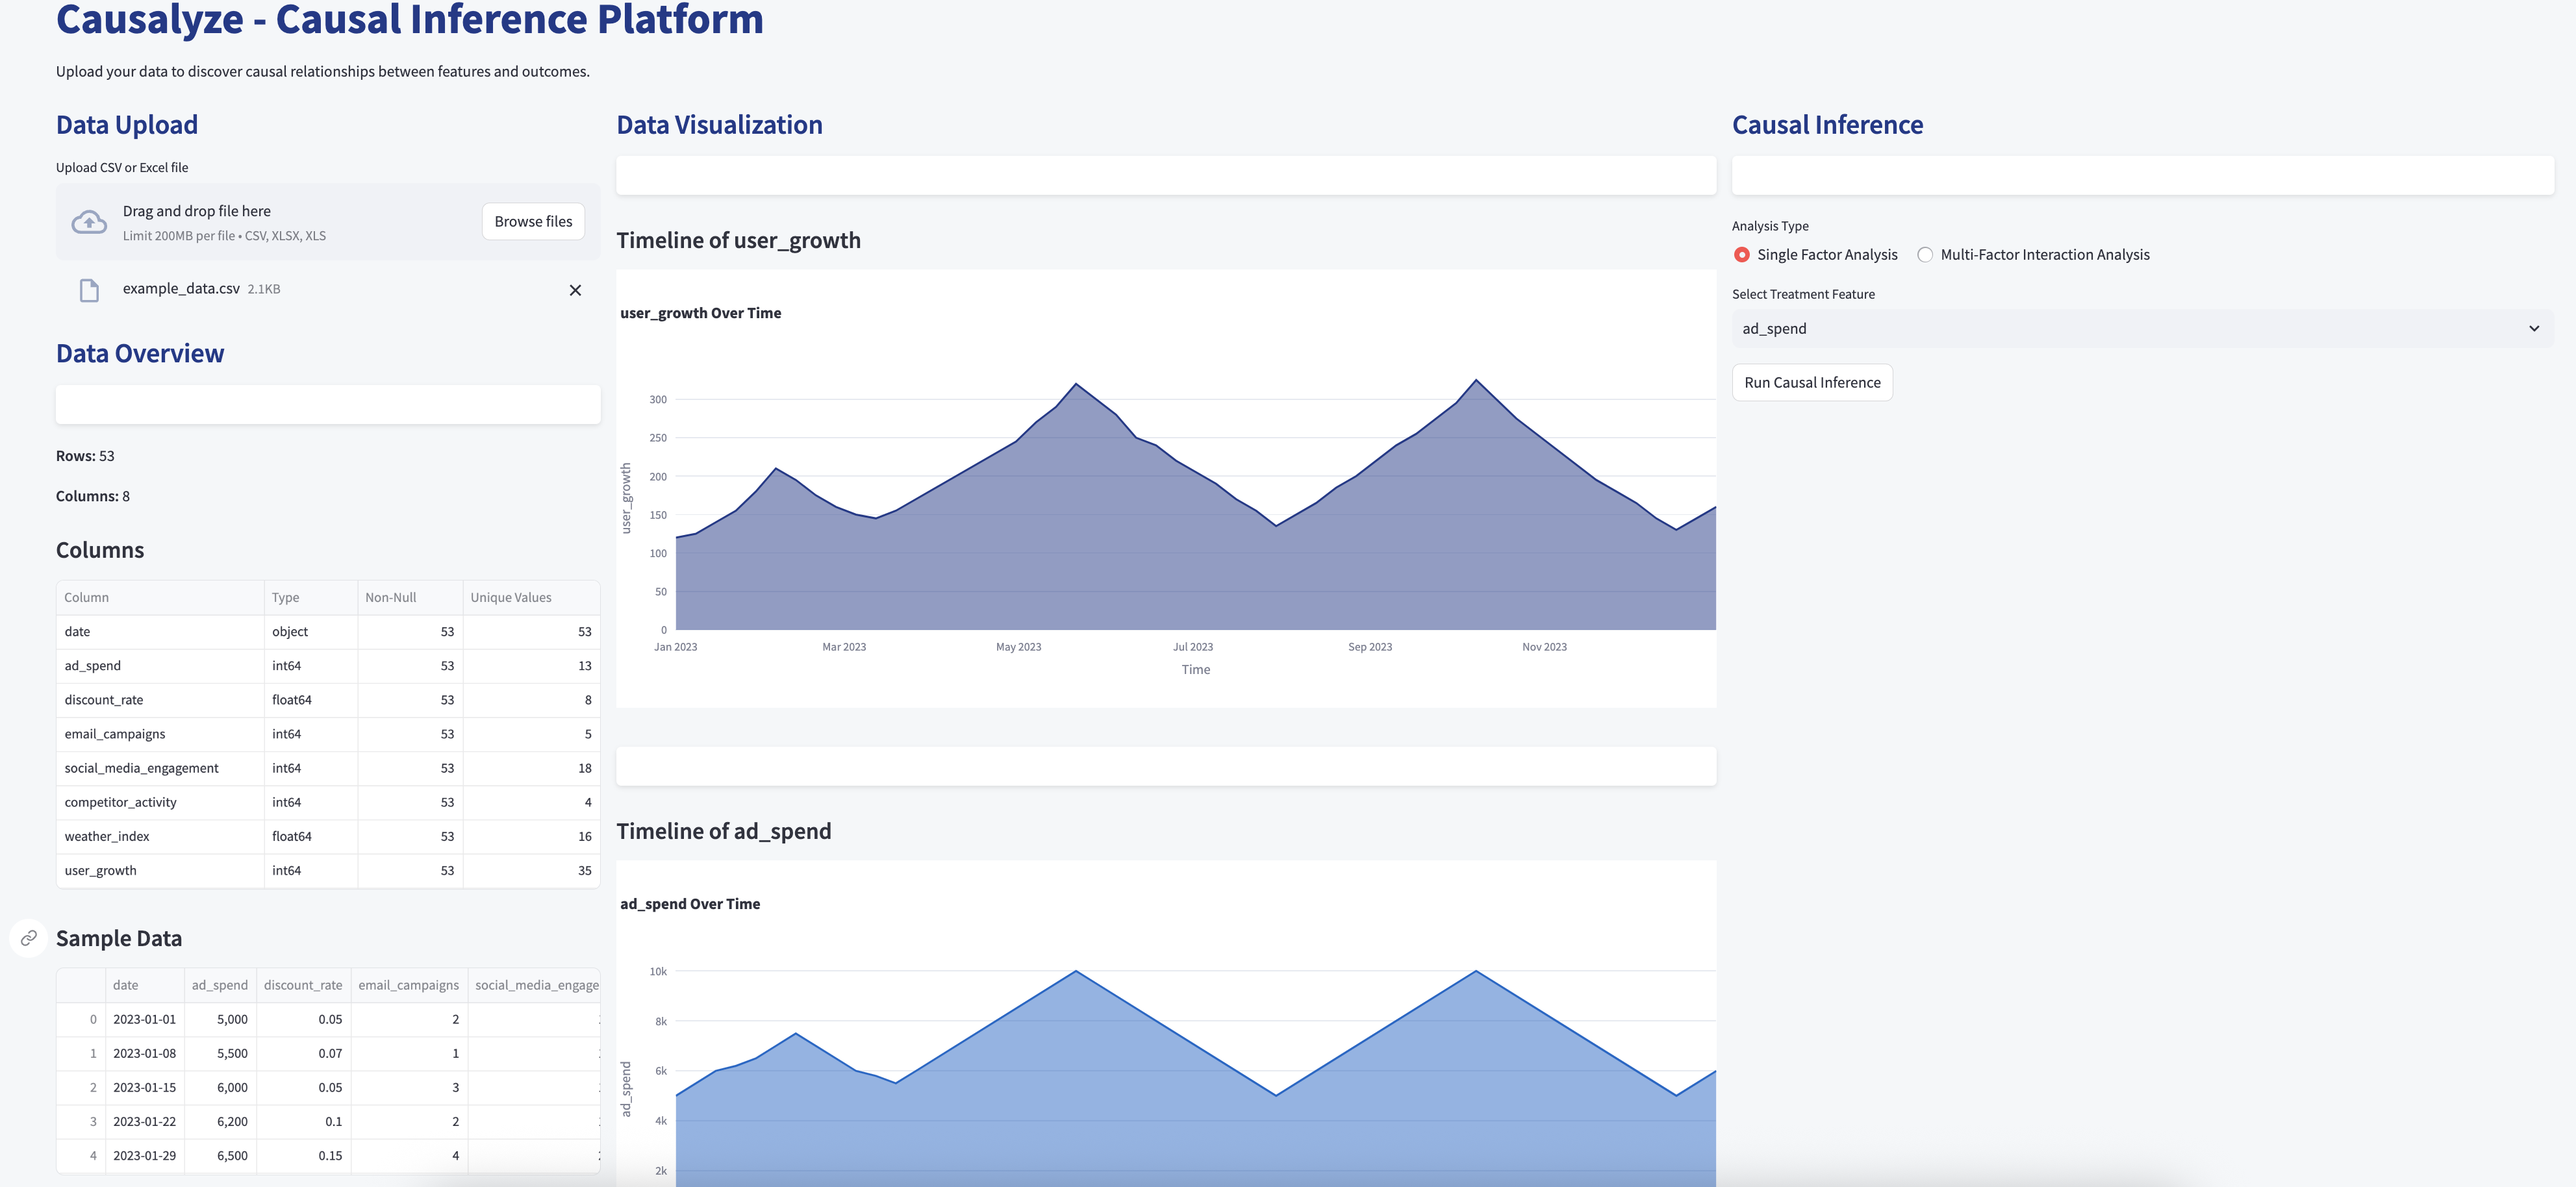 Causalyze - Causal Inference Platform
Upload your data to discover causal relationships between features and outcomes.
Data Upload
Upload CSV or Excel file
Drag and drop file here
Limit 200MB per file • CSV, XLSX, XLS
Browse files
example_data.csv 2.1KB
Data Overview
Rows: 53
Columns: 8
Columns
Column Type Non-Null Unique Values
date object 53 53
ad_spend int64 53 13
discount_rate float64 53 8
email_campaigns int64 53 5
social_media_engagement int64 53 18
competitor_activity int64 53 4
weather_index float64 53 16
user_growth int64 53 35
Sample Data
date ad_spend discount_rate email_campaigns social_media_engage
0 2023-01-01 5,000 0.05 2
1 2023-01-08 5,500 0.07 1
2 2023-01-15 6,000 0.05 3
3 2023-01-22 6,200 0.1 2
4 2023-01-29 6,500 0.15 4
Data Visualization
Timeline of user_growth
user_growth Over Time
user_growth
300
250
200
150
100
50
0
Jan 2023 Mar 2023 May 2023 Jul 2023 Sep 2023 Nov 2023
Time
Timeline of ad_spend
ad_spend Over Time
ad_spend
10k
8k
6k
4k
2k
Causal Inference
Analysis Type
Single Factor Analysis Multi-Factor Interaction Analysis
Select Treatment Feature
ad_spend
Run Causal Inference